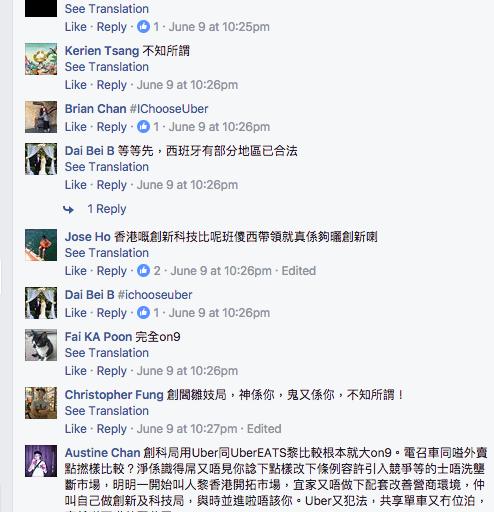 See Translation
Like · Reply · 1 · June 9 at 10:25pm
Kerien Tsang 不知所謂
See Translation
Like · Reply · June 9 at 10:26pm
Brian Chan #IChooseUber
Like · Reply · 1 · June 9 at 10:26pm
Dai Bei B 等等先，西班牙有部分地區已合法
See Translation
Like · Reply · June 9 at 10:26pm
1 Reply
Jose Ho 香港嘅創新科技比呢班儍西帶領就真係夠曬創新喇
See Translation
Like · Reply · 2 · June 9 at 10:26pm · Edited
Dai Bei B #ichooseuber
Like · Reply · 1 · June 9 at 10:26pm
Fai KA Poon 完全on9
See Translation
Like · Reply · June 9 at 10:26pm
Christopher Fung 創閪雛妓局，神係你，鬼又係你，不知所謂！
See Translation
Like · Reply · June 9 at 10:27pm · Edited
Austine Chan 創科局用Uber同UberEATS黎比較根本就大on9。電召車同嗌外賣
點撚樣比較？淨係識得屌又唔見你諗下點樣改下條例容許引入競爭等的士唔洗壟
斷市場，明明一開始叫人黎香港開拓市場，宜家又唔做下配套改善營商環境，仲
叫自己做創新及科技局，與時並進啦唔該你。Uber又犯法，共享單車又冇位泊，